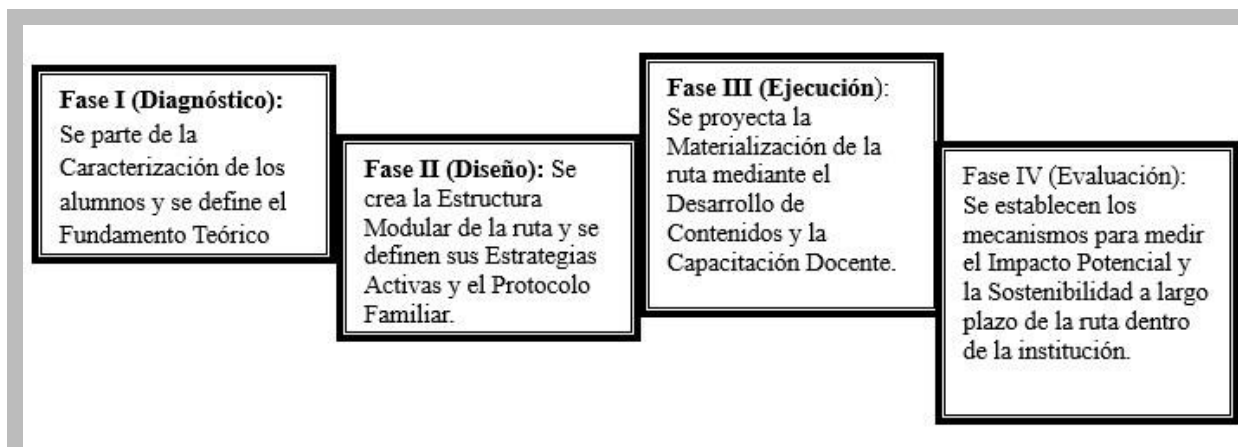 Fase I (Diagnóstico):
Se parte de la
Caracterización de los
alumnos y se define el
Fundamento Teórico
Fase II (Diseño): Se
crea la Estructura
Modular de la ruta y se
definen sus Estrategias
Activas y el Protocolo
Familiar.
Fase III (Ejecución):
Se proyecta la
Materialización de la
ruta mediante el
Desarrollo de
Contenidos y la
Capacitación Docente.
Fase IV (Evaluación):
Se establecen los
mecanismos para medir
el Impacto Potencial y
la Sostenibilidad a largo
plazo de la ruta dentro
de la institución.